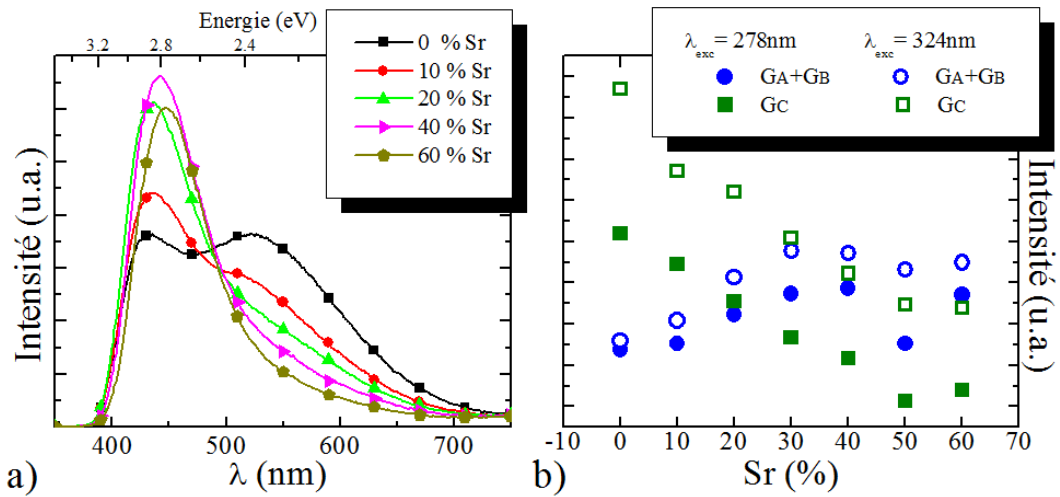 Energie (eV)
3.2 2.8 2.4
0 % Sr
10 % Sr
20 % Sr
40 % Sr
60 % Sr
Intensité (u.a.)
400 500 600 700
λ (nm)
a)
λexc = 278nm λexc = 324nm
GA+GB GA+GB
GC GC
Intensité (u.a.)
-10 0 10 20 30 40 50 60 70
Sr (%)
b)